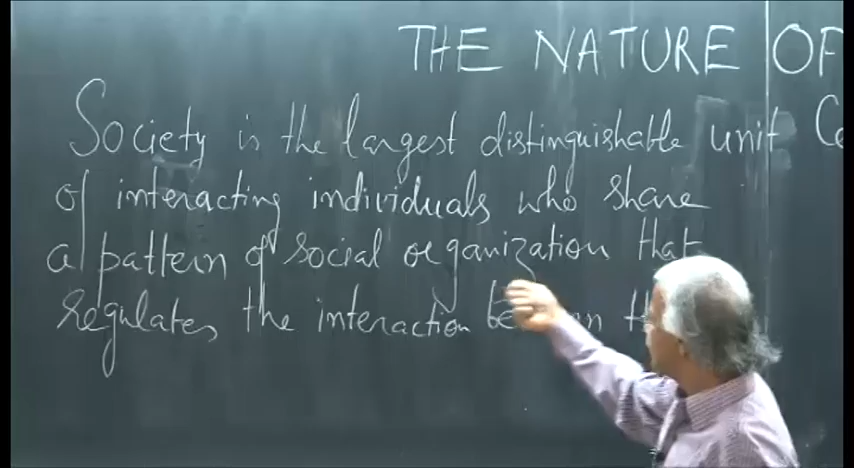 THE NATURE OF
Society is the largest distinguishable unit
of interacting individuals who share
a pattern of social organization that
regulates the interaction